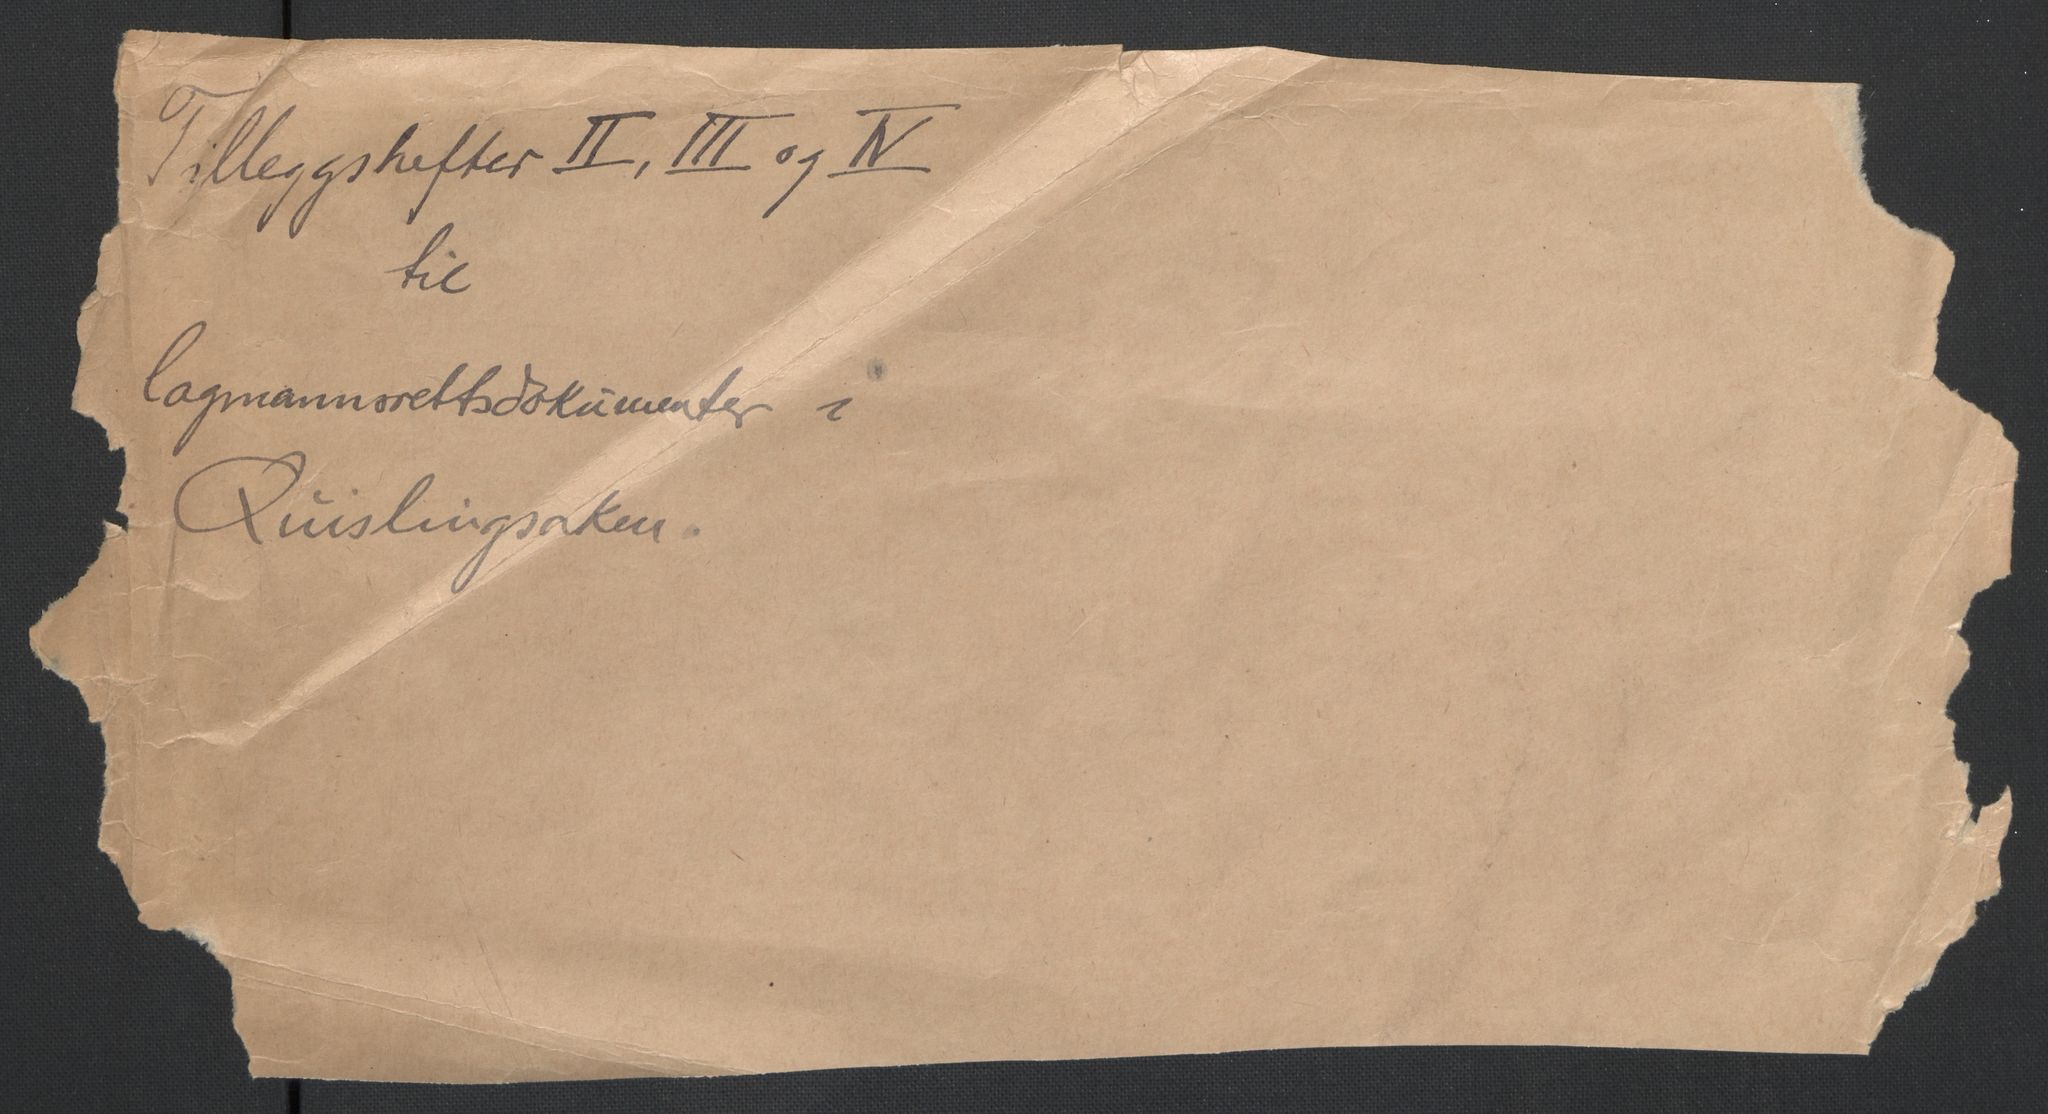 Tilleggshefter II, III og IV
til
lagmannsrettsdokumenter i
Quislingsaken.